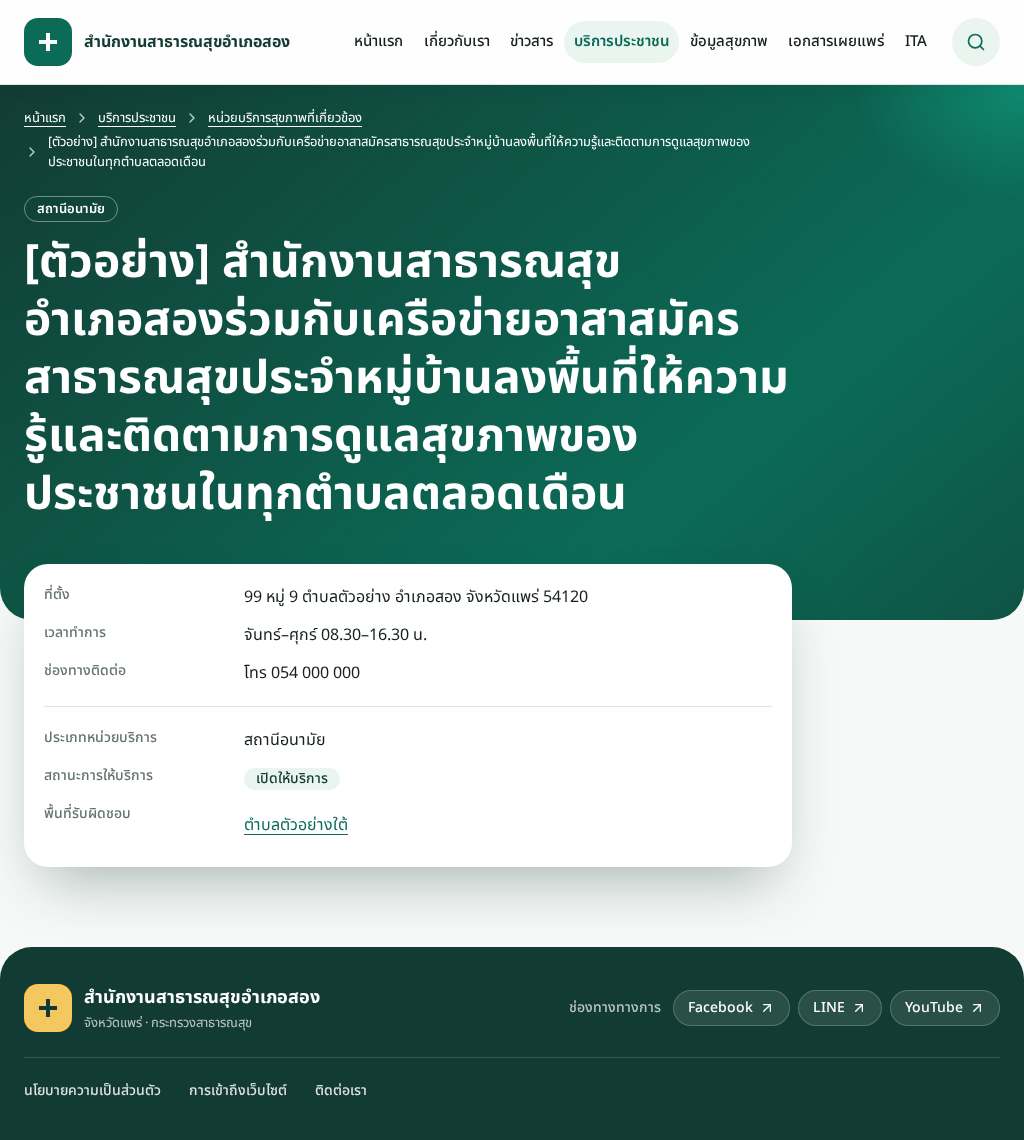 สำนักงานสาธารณสุขอำเภอสอง
หน้าแรก เกี่ยวกับเรา ข่าวสาร บริการประชาชน ข้อมูลสุขภาพ เอกสารเผยแพร่ ITA
หน้าแรก บริการประชาชน หน่วยบริการสุขภาพที่เกี่ยวข้อง
[ตัวอย่าง] สำนักงานสาธารณสุขอำเภอสองร่วมกับเครือข่ายอาสาสมัครสาธารณสุขประจำหมู่บ้านลงพื้นที่ให้ความรู้และติดตามการดูแลสุขภาพของ
ประชาชนในทุกตำบลตลอดเดือน
สถานีอนามัย
[ตัวอย่าง] สำนักงานสาธารณสุข
อำเภอสองร่วมกับเครือข่ายอาสาสมัคร
สาธารณสุขประจำหมู่บ้านลงพื้นที่ให้ความ
รู้และติดตามการดูแลสุขภาพของ
ประชาชนในทุกตำบลตลอดเดือน
ที่ตั้ง 99 หมู่ 9 ตำบลตัวอย่าง อำเภอสอง จังหวัดแพร่ 54120
เวลาทำการ จันทร์–ศุกร์ 08.30–16.30 น.
ช่องทางติดต่อ โทร 054 000 000
ประเภทหน่วยบริการ สถานีอนามัย
สถานะการให้บริการ เปิดให้บริการ
พื้นที่รับผิดชอบ ตำบลตัวอย่างใต้
สำนักงานสาธารณสุขอำเภอสอง
จังหวัดแพร่ · กระทรวงสาธารณสุข
ช่องทางทางการ Facebook LINE YouTube
นโยบายความเป็นส่วนตัว การเข้าถึงเว็บไซต์ ติดต่อเรา